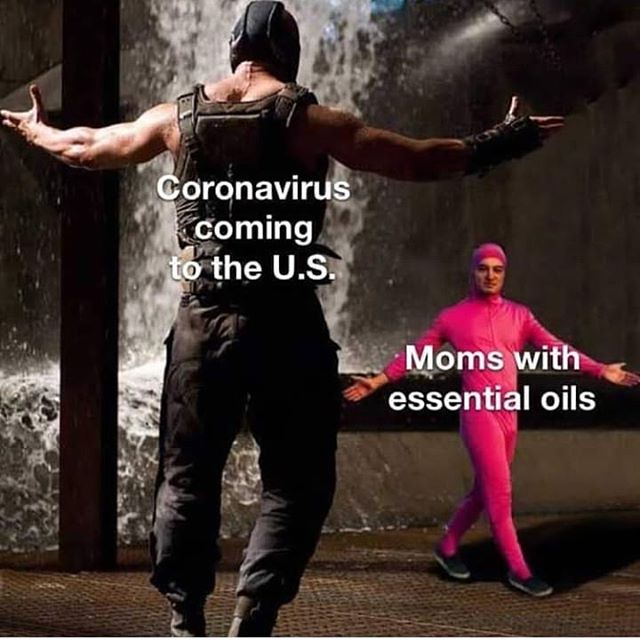 Coronavirus
coming
to the U.S.
Moms with
essential oils